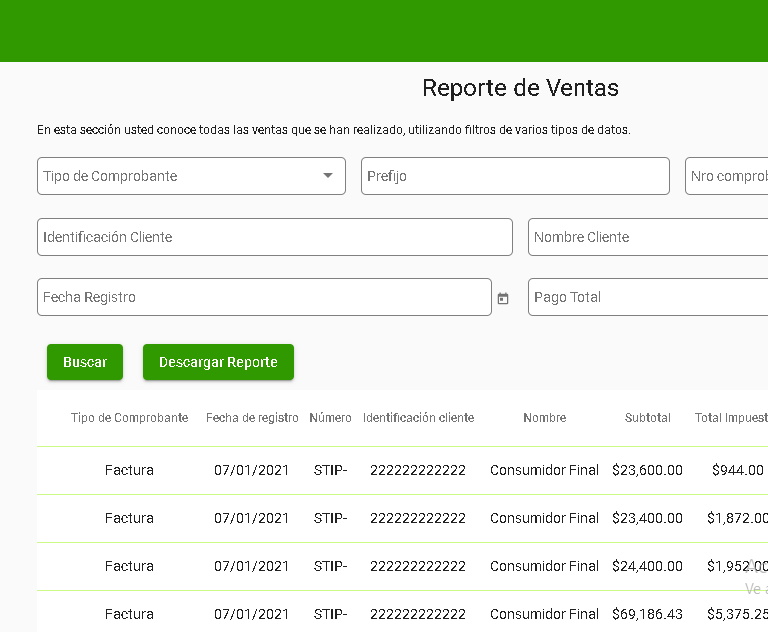 Reporte de Ventas
En esta sección usted conoce todas las ventas que se han realizado, utilizando filtros de varios tipos de datos.
Tipo de Comprobante Prefijo Nro comprob
Identificación Cliente Nombre Cliente
Fecha Registro Pago Total
Buscar Descargar Reporte
Tipo de Comprobante Fecha de registro Número Identificación cliente Nombre Subtotal Total Impuest
Factura 07/01/2021 STIP- 222222222222 Consumidor Final $23,600.00 $944.00
Factura 07/01/2021 STIP- 222222222222 Consumidor Final $23,400.00 $1,872.00
Factura 07/01/2021 STIP- 222222222222 Consumidor Final $24,400.00 $1,952.00
Ve a
Factura 07/01/2021 STIP- 222222222222 Consumidor Final $69,186.43 $5,375.25